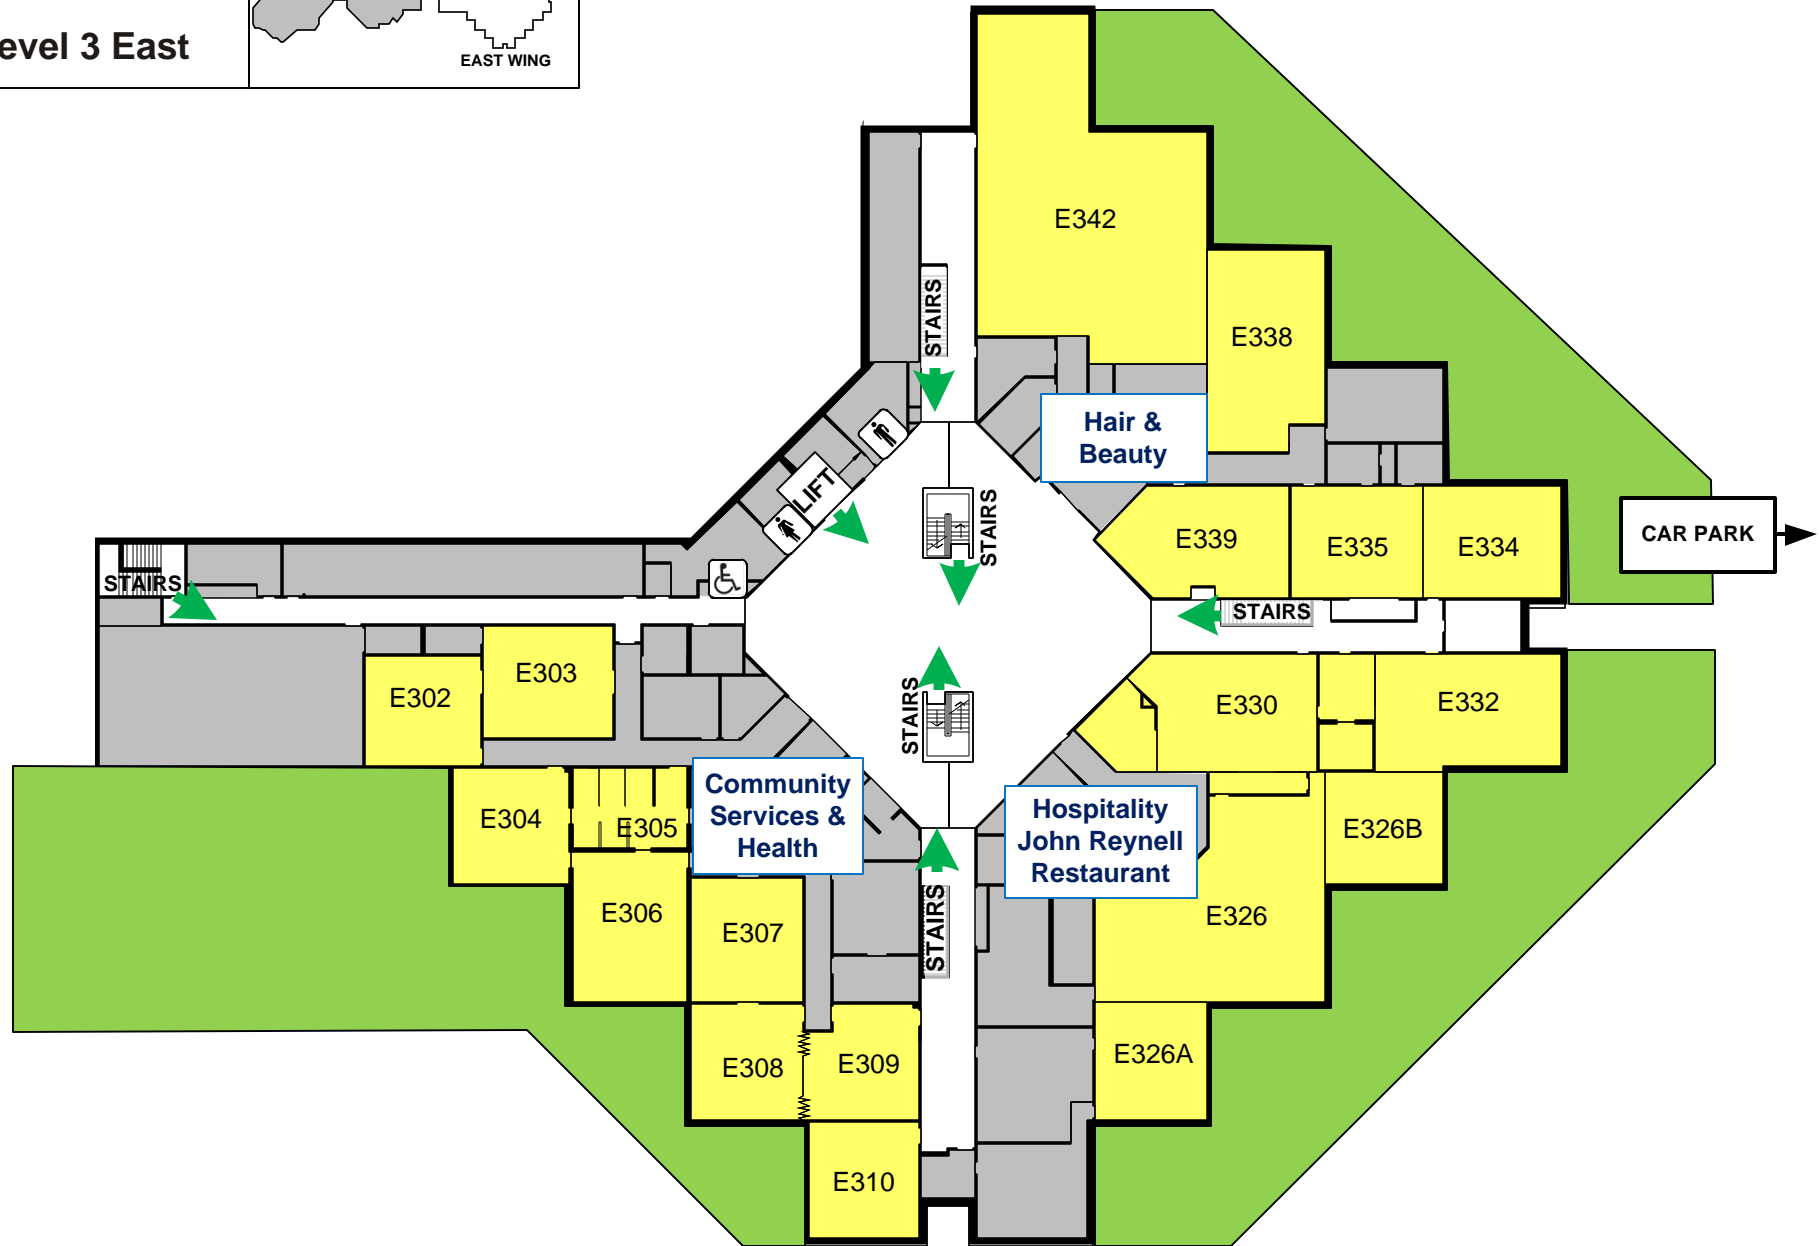 evel 3 East
EAST WING
E342
STAIRS
E338
Hair &
Beauty
LIFT
STAIRS
E339
E335
E334
CAR PARK
STAIRS
STAIRS
E303
E302
STAIRS
E330
E332
Community
Services &
Health
Hospitality
John Reynell
Restaurant
E304
E305
E326B
E306
E307
STAIRS
E326
E308
E309
E326A
E310